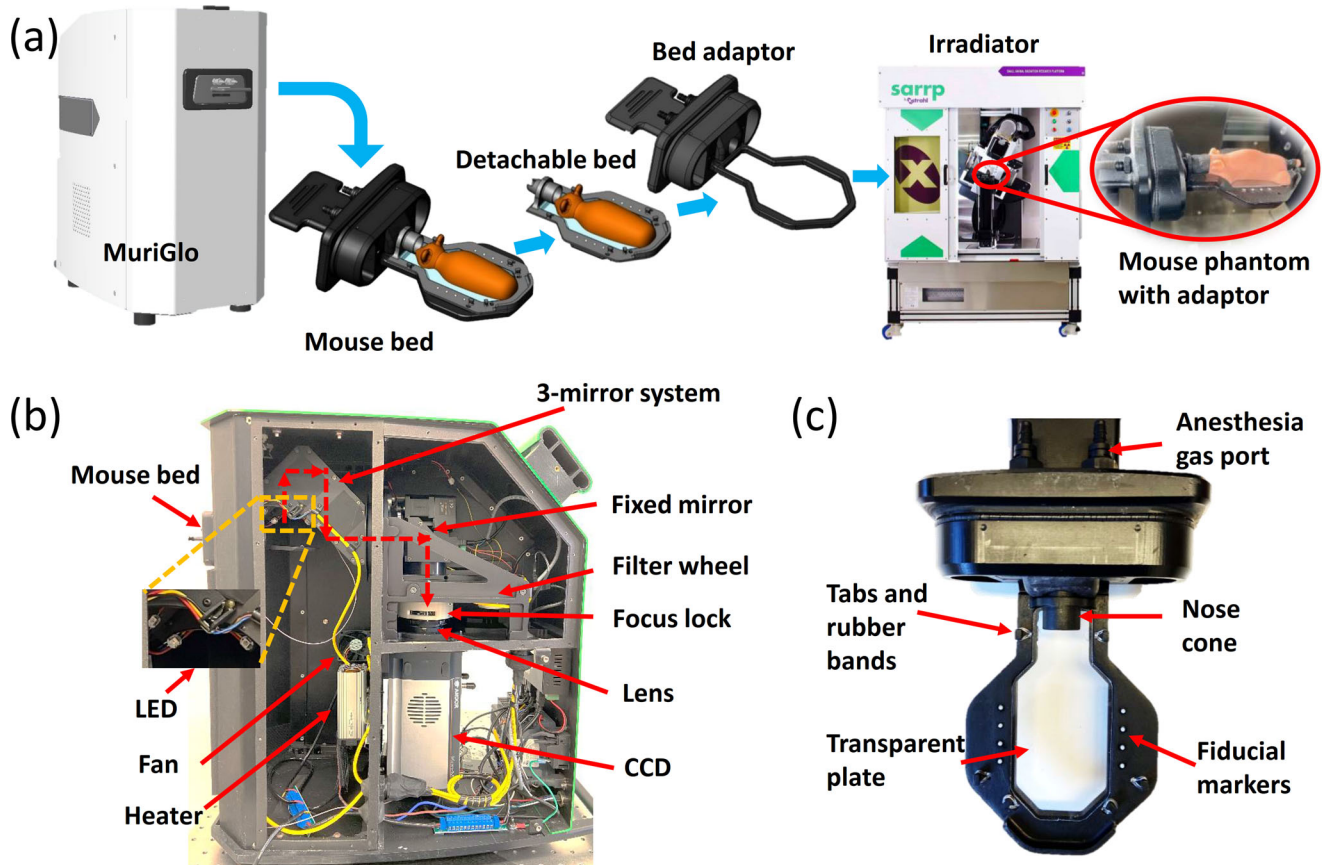 (a)
MuriGlo
Mouse bed
Detachable bed
Bed adaptor
Irradiator
sarrp
by xstrahl
Mouse phantom
with adaptor
(b)
3-mirror system
Mouse bed
Fixed mirror
Filter wheel
Focus lock
Lens
CCD
LED
Fan
Heater
(c)
Anesthesia
gas port
Tabs and
rubber
bands
Nose
cone
Transparent
plate
Fiducial
markers